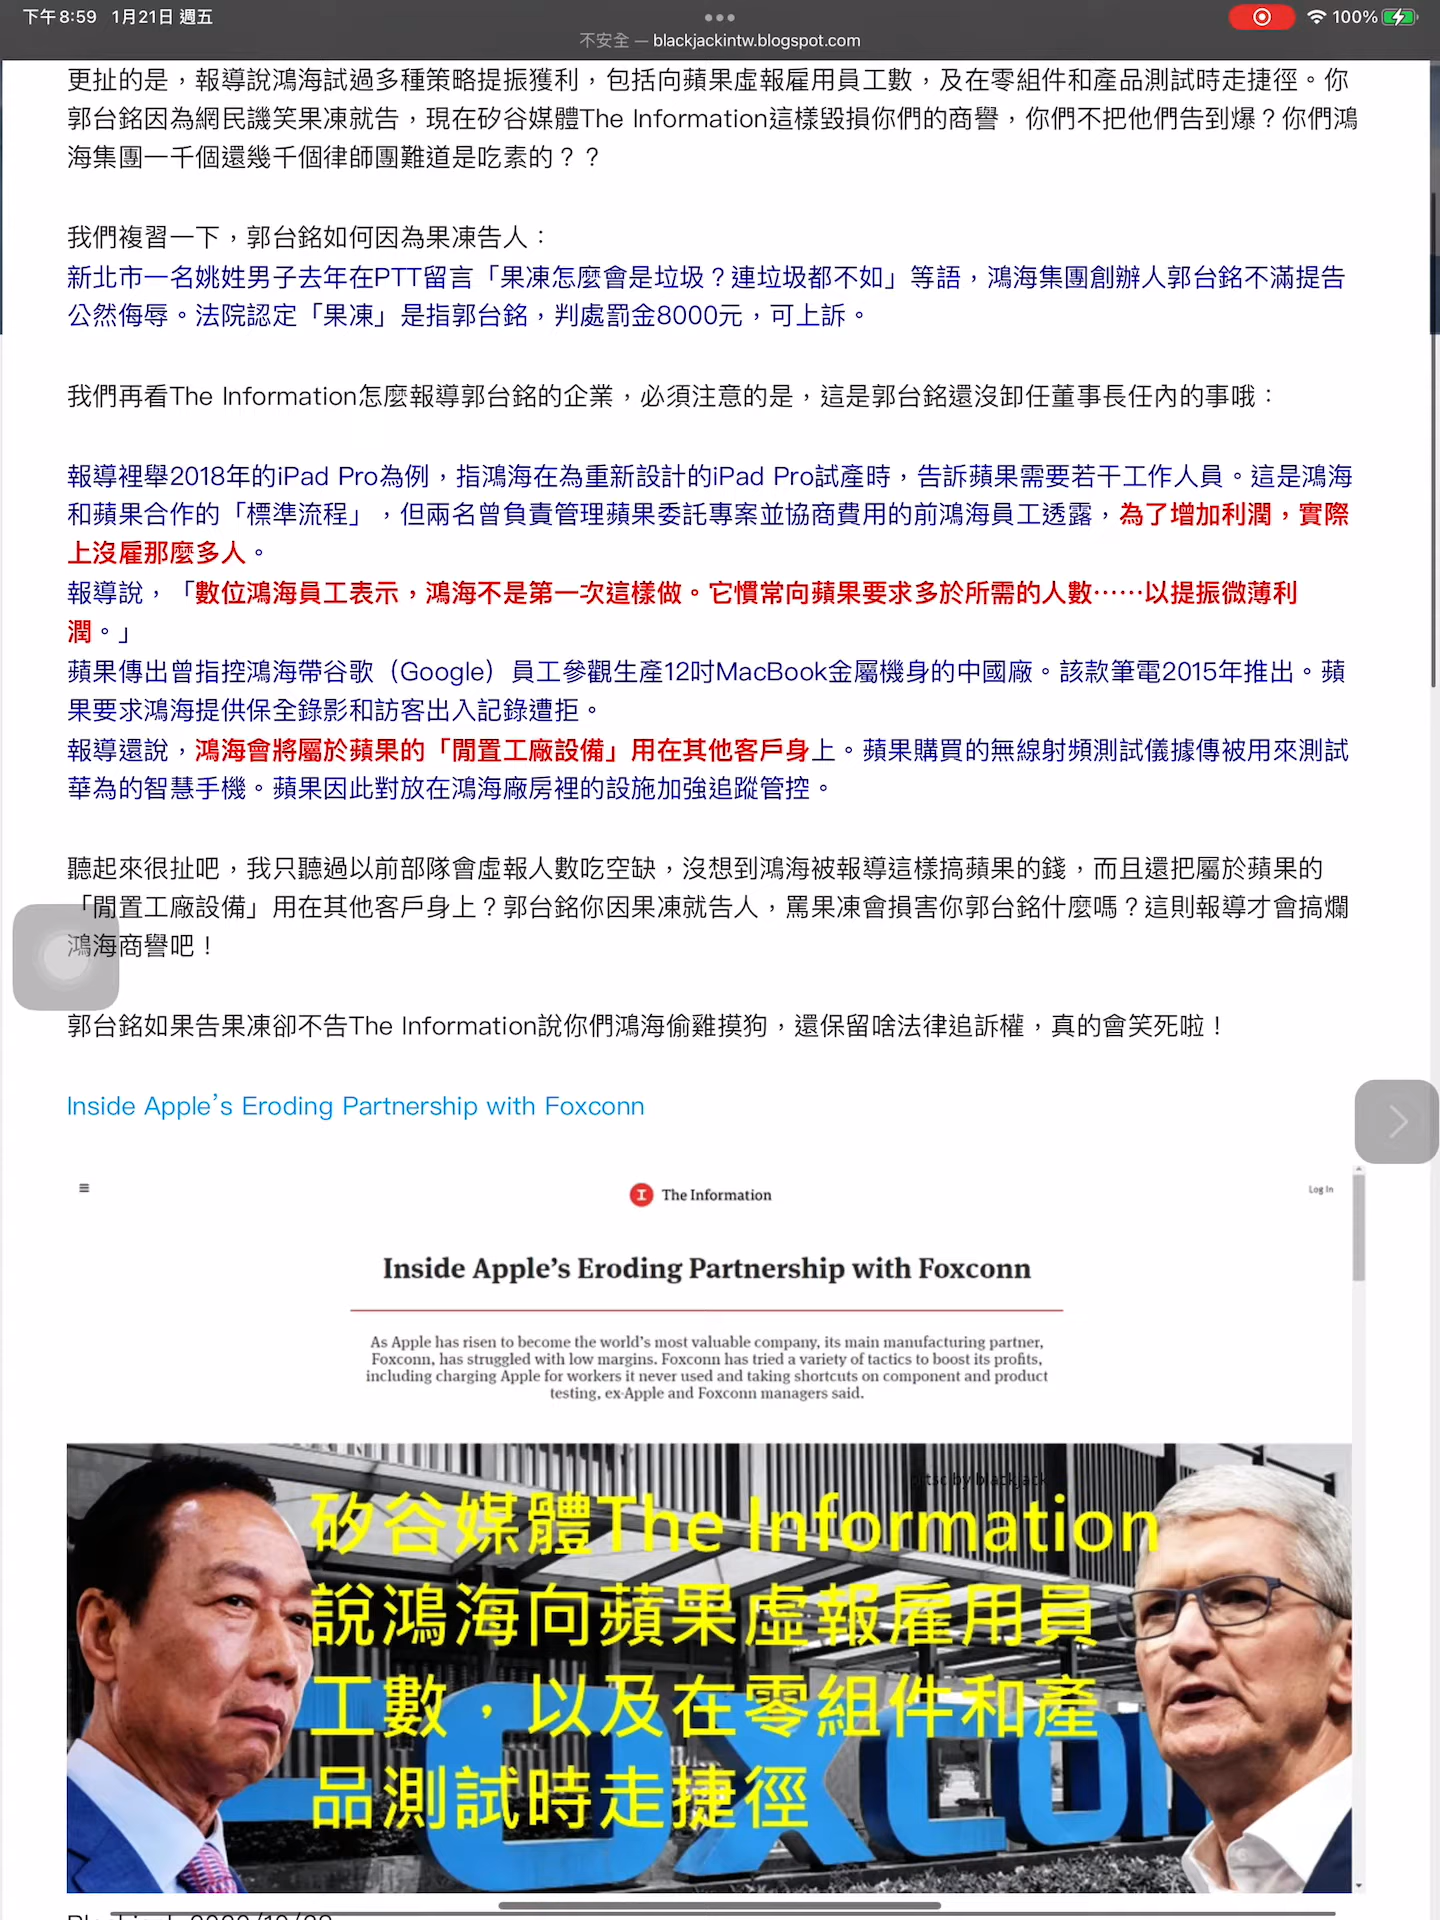 下午8:59 1月21日 週五
100%
不安全 — blackjackintw.blogspot.com
更扯的是，報導說鴻海試過多種策略提振獲利，包括向蘋果虛報雇用員工數，及在零組件和產品測試時走捷徑。你
郭台銘因為網民譏笑果凍就告，現在矽谷媒體The Information這樣毀損你們的商譽，你們不把他們告到爆？你們鴻
海集團一千個還幾千個律師團難道是吃素的？？
我們複習一下，郭台銘如何因為果凍告人：
新北市一名姚姓男子去年在PTT留言「果凍怎麼會是垃圾？連垃圾都不如」等語，鴻海集團創辦人郭台銘不滿提告
公然侮辱。法院認定「果凍」是指郭台銘，判處罰金8000元，可上訴。
我們再看The Information怎麼報導郭台銘的企業，必須注意的是，這是郭台銘還沒卸任董事長任內的事哦：
報導裡舉2018年的iPad Pro為例，指鴻海在為重新設計的iPad Pro試產時，告訴蘋果需要若干工作人員。這是鴻海
和蘋果合作的「標準流程」，但兩名曾負責管理蘋果委託專案並協商費用的前鴻海員工透露，為了增加利潤，實際
上沒雇那麼多人。
報導說，「數位鴻海員工表示，鴻海不是第一次這樣做。它慣常向蘋果要求多於所需的人數……以提振微薄利
潤。」
蘋果傳出曾指控鴻海帶谷歌（Google）員工參觀生產12吋MacBook金屬機身的中國廠。該款筆電2015年推出。蘋
果要求鴻海提供保全錄影和訪客出入記錄遭拒。
報導還說，鴻海會將屬於蘋果的「閒置工廠設備」用在其他客戶身上。蘋果購買的無線射頻測試儀據傳被用來測試
華為的智慧手機。蘋果因此對放在鴻海廠房裡的設施加強追蹤管控。
聽起來很扯吧，我只聽過以前部隊會虛報人數吃空缺，沒想到鴻海被報導這樣搞蘋果的錢，而且還把屬於蘋果的
「閒置工廠設備」用在其他客戶身上？郭台銘你因果凍就告人，罵果凍會損害你郭台銘什麼嗎？這則報導才會搞爛
鴻海商譽吧！
郭台銘如果告果凍卻不告The Information說你們鴻海偷雞摸狗，還保留啥法律追訴權，真的會笑死啦！
Inside Apple's Eroding Partnership with Foxconn
The Information
Log In
Inside Apple's Eroding Partnership with Foxconn
As Apple has risen to become the world's most valuable company, its main manufacturing partner,
Foxconn, has struggled with low margins. Foxconn has tried a variety of tactics to boost its profits,
including charging Apple for workers it never used and taking shortcuts on component and product
testing, ex-Apple and Foxconn managers said.
by blackjack
矽谷媒體The Information
說鴻海向蘋果虛報雇用員
工數，以及在零組件和產
品測試時走捷徑